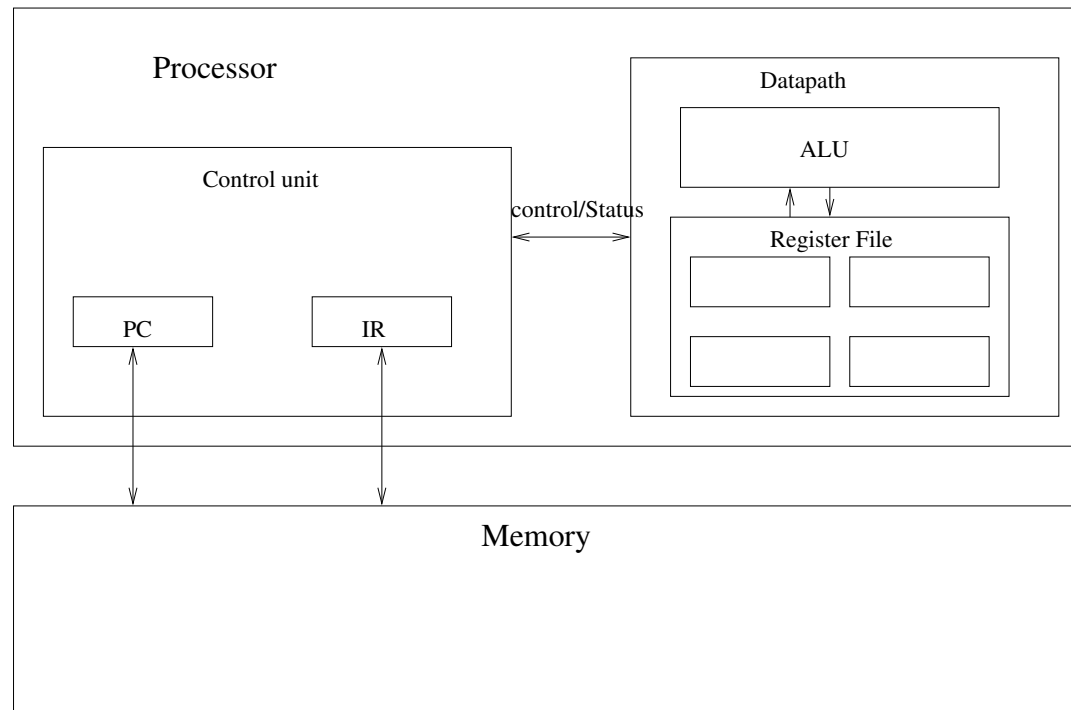 Processor
Datapath
ALU
Control unit
control/Status
Register File
PC
IR
Memory